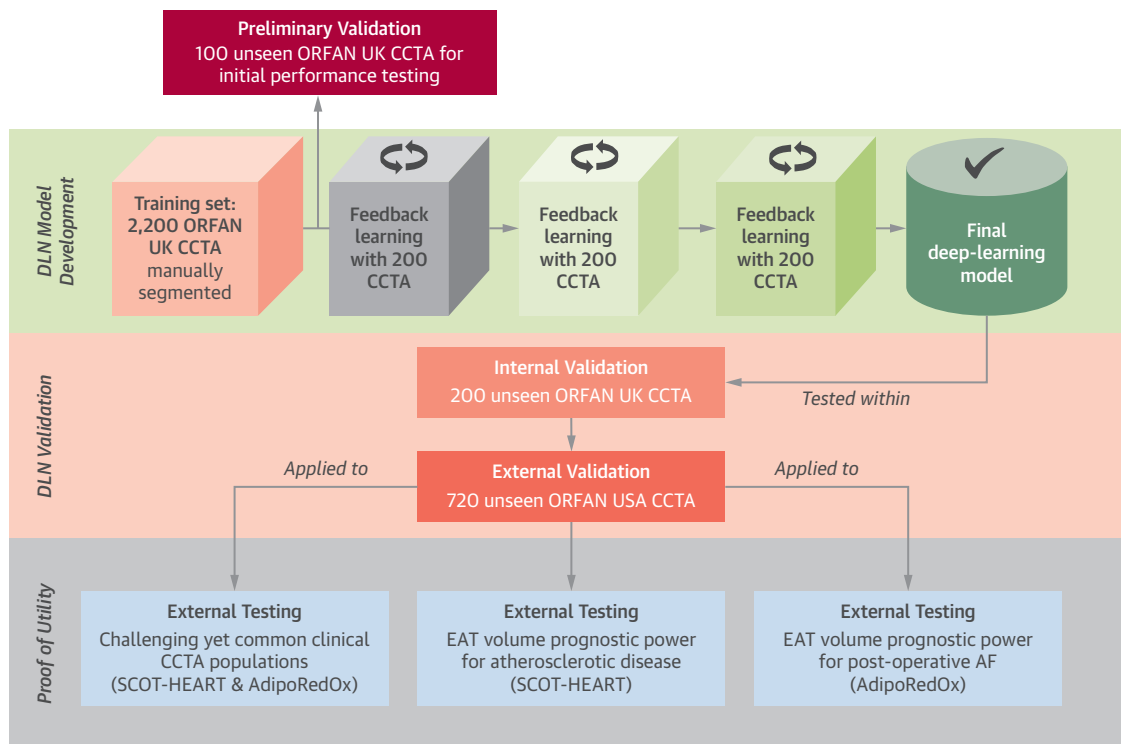 Preliminary Validation
100 unseen ORFAN UK CCTA for
initial performance testing
DLN Model
Development
Training set:
2,200 ORFAN
UK CCTA
manually
segmented
Feedback
learning
with 200
CCTA
Feedback
learning
with 200
CCTA
Feedback
learning
with 200
CCTA
Final
deep-learning
model
DLN Validation
Internal Validation
200 unseen ORFAN UK CCTA
Tested within
Applied to
External Validation
720 unseen ORFAN USA CCTA
Applied to
Proof of Utility
External Testing
Challenging yet common clinical
CCTA populations
(SCOT-HEART & AdipoRedOx)
External Testing
EAT volume prognostic power
for atherosclerotic disease
(SCOT-HEART)
External Testing
EAT volume prognostic power
for post-operative AF
(AdipoRedOx)